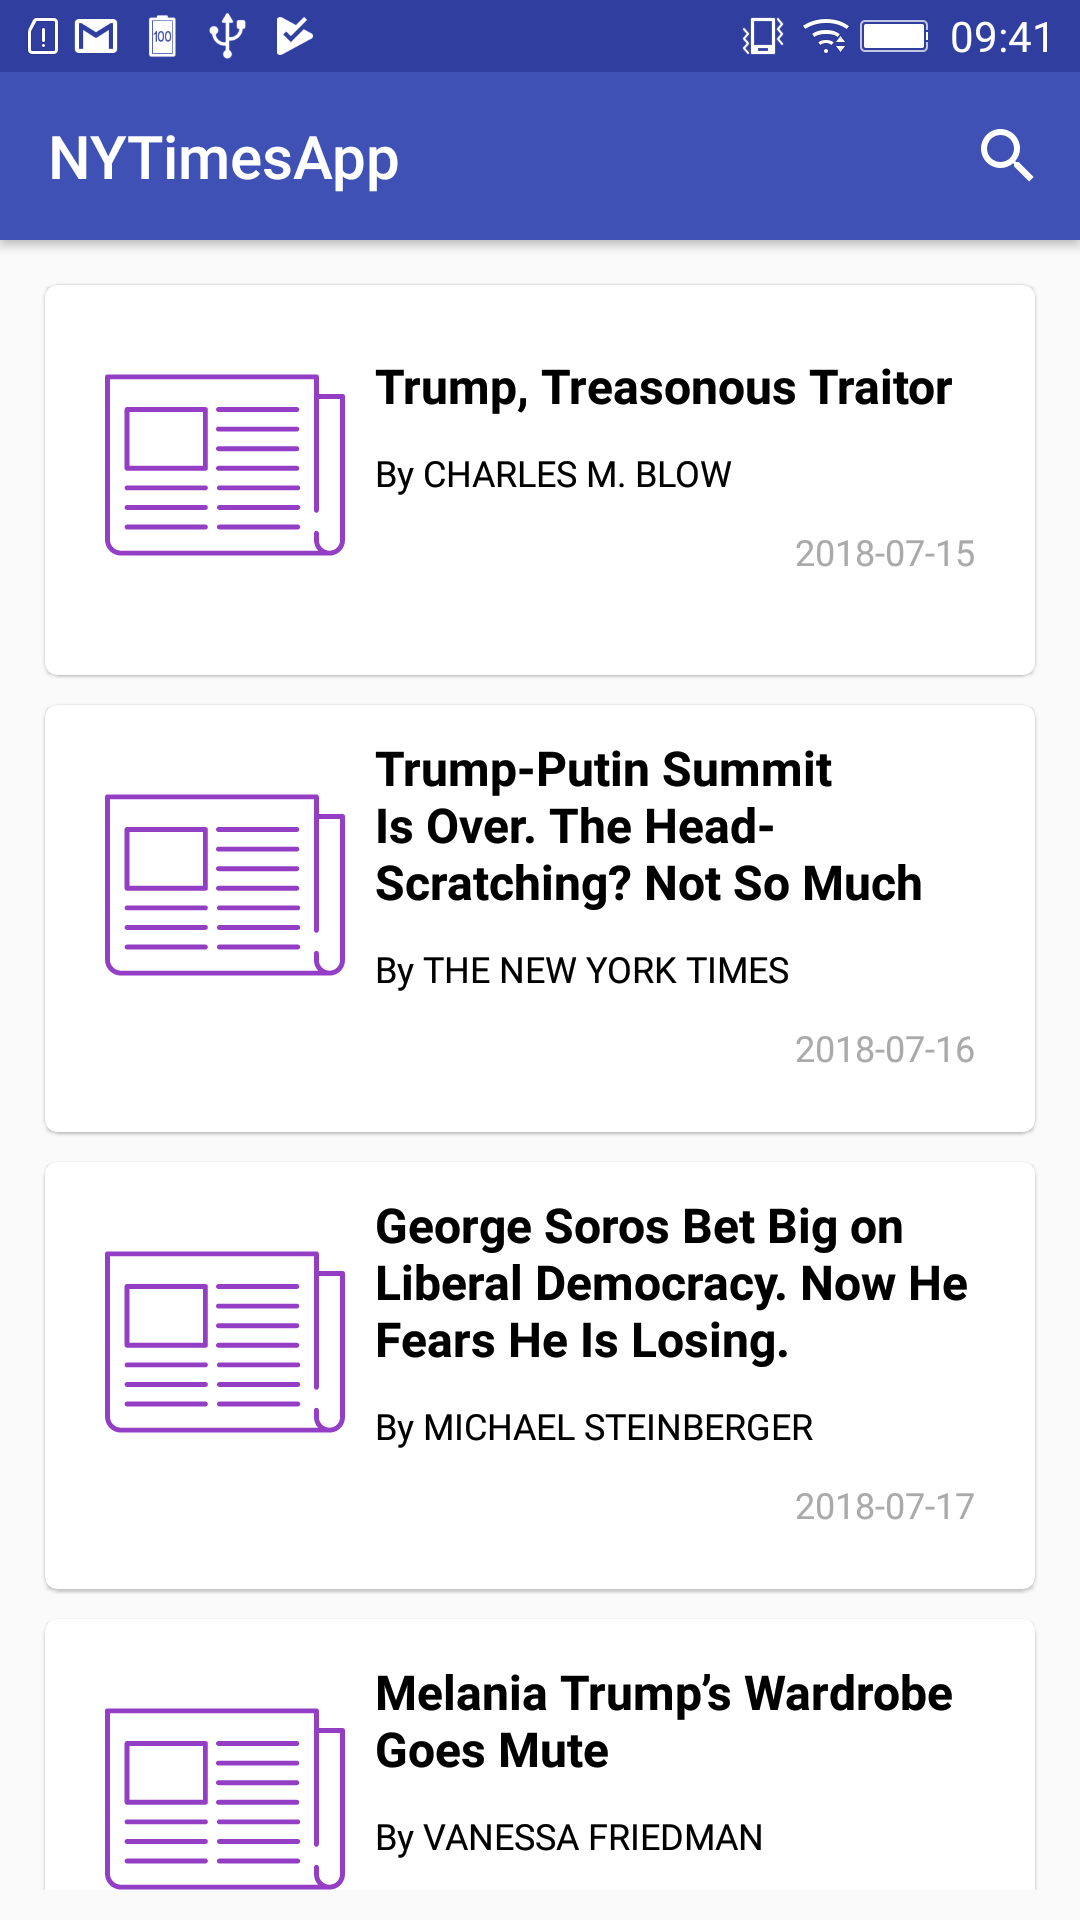 100
09:41
NYTimesApp
Trump, Treasonous Traitor
By CHARLES M. BLOW
2018-07-15
Trump-Putin Summit
Is Over. The Head-
Scratching? Not So Much
By THE NEW YORK TIMES
2018-07-16
George Soros Bet Big on
Liberal Democracy. Now He
Fears He Is Losing.
By MICHAEL STEINBERGER
2018-07-17
Melania Trump’s Wardrobe
Goes Mute
By VANESSA FRIEDMAN